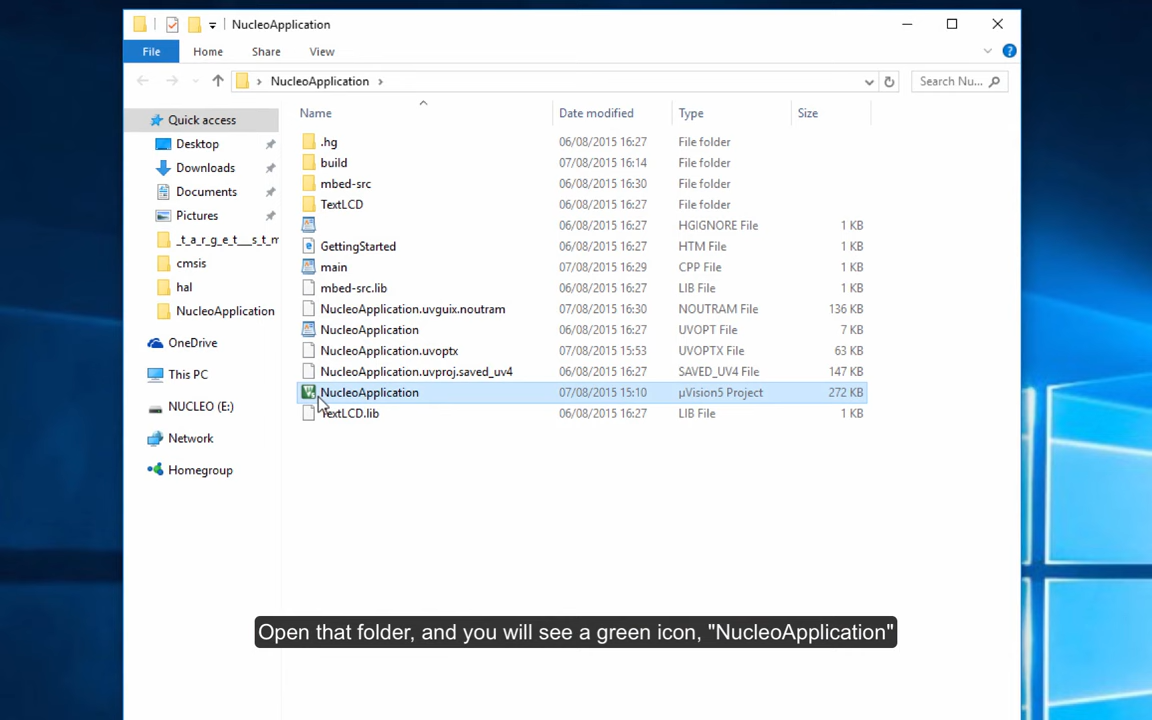 NucleoApplication
File Home Share View
NucleoApplication Search Nu...
Name Date modified Type Size
Quick access
Desktop
Downloads
Documents
Pictures
_t_a_r_g_e_t___s_t_m
cmsis
hal
NucleoApplication
OneDrive
This PC
NUCLEO (E:)
Network
Homegroup
.hg 06/08/2015 16:27 File folder
build 07/08/2015 16:14 File folder
mbed-src 06/08/2015 16:30 File folder
TextLCD 06/08/2015 16:27 File folder
06/08/2015 16:27 HGIGNORE File 1 KB
GettingStarted 06/08/2015 16:27 HTM File 1 KB
main 07/08/2015 16:29 CPP File 1 KB
mbed-src.lib 06/08/2015 16:27 LIB File 1 KB
NucleoApplication.uvguix.noutram 07/08/2015 16:30 NOUTRAM File 136 KB
NucleoApplication 06/08/2015 16:27 UVOPT File 7 KB
NucleoApplication.uvoptx 07/08/2015 15:53 UVOPTX File 63 KB
NucleoApplication.uvproj.saved_uv4 06/08/2015 16:27 SAVED_UV4 File 147 KB
NucleoApplication 07/08/2015 15:10 µVision5 Project 272 KB
TextLCD.lib 06/08/2015 16:27 LIB File 1 KB
Open that folder, and you will see a green icon, "NucleoApplication"